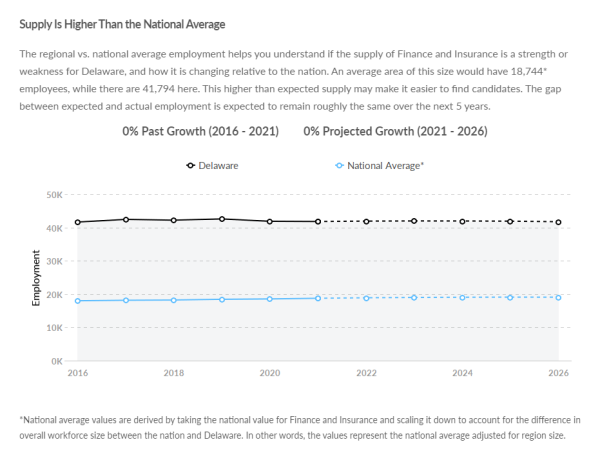 Supply Is Higher Than the National Average
The regional vs. national average employment helps you understand if the supply of Finance and Insurance is a strength or
weakness for Delaware, and how it is changing relative to the nation. An average area of this size would have 18,744*
employees, while there are 41,794 here. This higher than expected supply may make it easier to find candidates. The gap
between expected and actual employment is expected to remain roughly the same over the next 5 years.
0% Past Growth (2016 - 2021) 0% Projected Growth (2021 - 2026)
Delaware National Average*
50K
40K
30K
20K
10K
0K
Employment
2016 2018 2020 2022 2024 2026
*National average values are derived by taking the national value for Finance and Insurance and scaling it down to account for the difference in
overall workforce size between the nation and Delaware. In other words, the values represent the national average adjusted for region size.